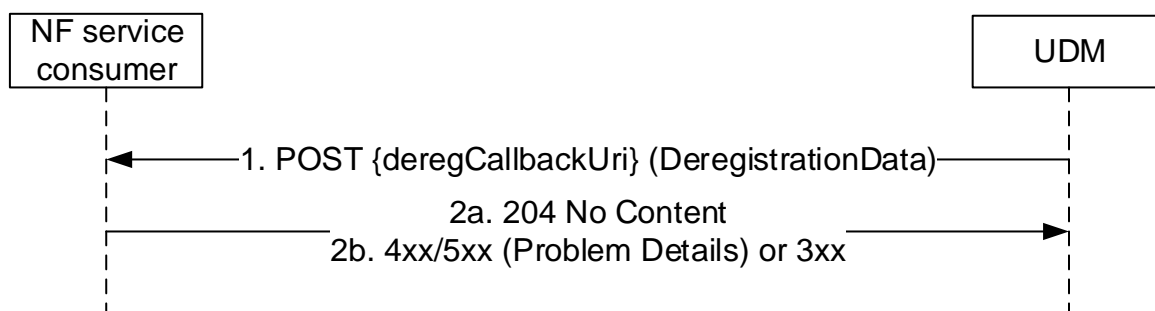 NF service
consumer
UDM
1. POST {deregCallbackUri} (DeregistrationData)
2a. 204 No Content
2b. 4xx/5xx (Problem Details) or 3xx